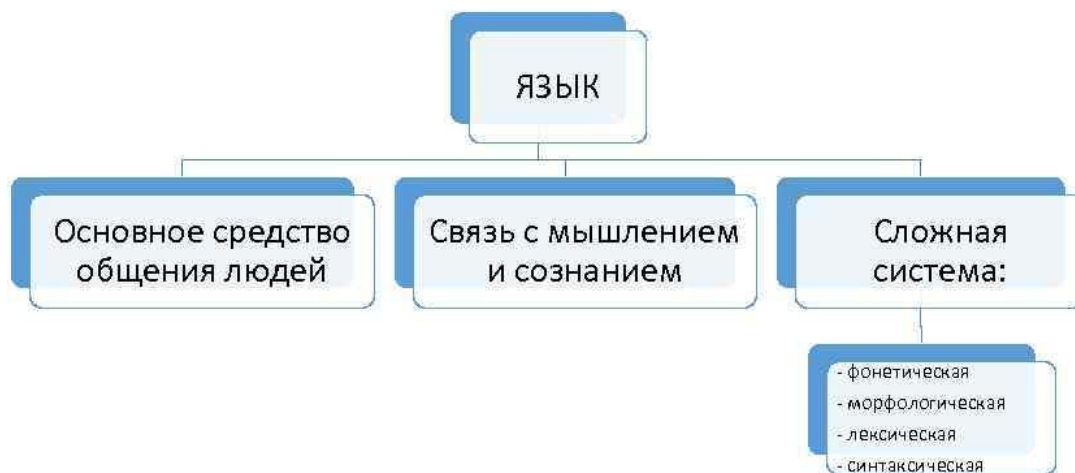 ЯЗЫК
Основное средство
общения людей
Связь с мышлением
и сознанием
Сложная
система:
- фонетическая
- морфологическая
- лексическая
- синтаксическая